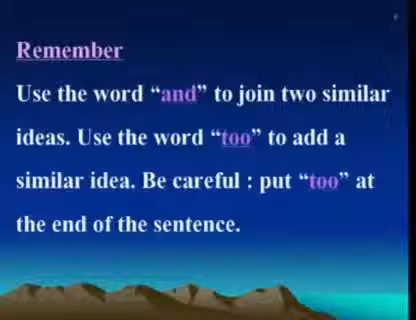 Remember
Use the word “and” to join two similar
ideas. Use the word “too” to add a
similar idea. Be careful : put “too” at
the end of the sentence.